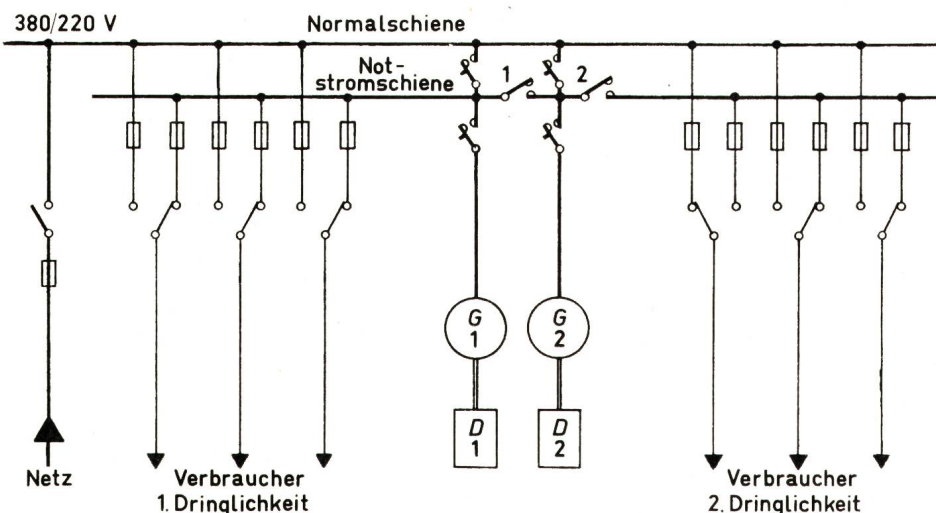 380/220 V
Normalschiene
Not-
stromschiene
1
2
G
1
G
2
D
1
D
2
Netz
Verbraucher
1. Dringlichkeit
Verbraucher
2. Dringlichkeit